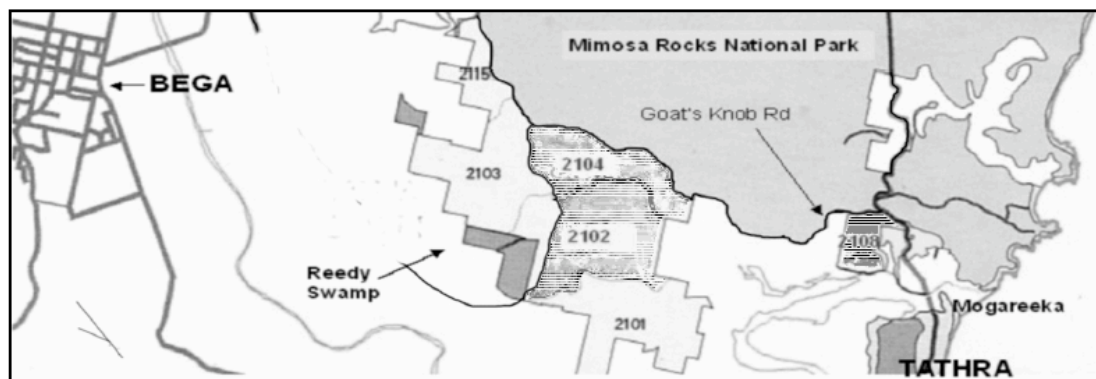 Mimosa Rocks National Park
2115
BEGA
Goat's Knob Rd
2104
2103
2102
2108
Reedy
Swamp
Mogareeka
2101
TATHRA